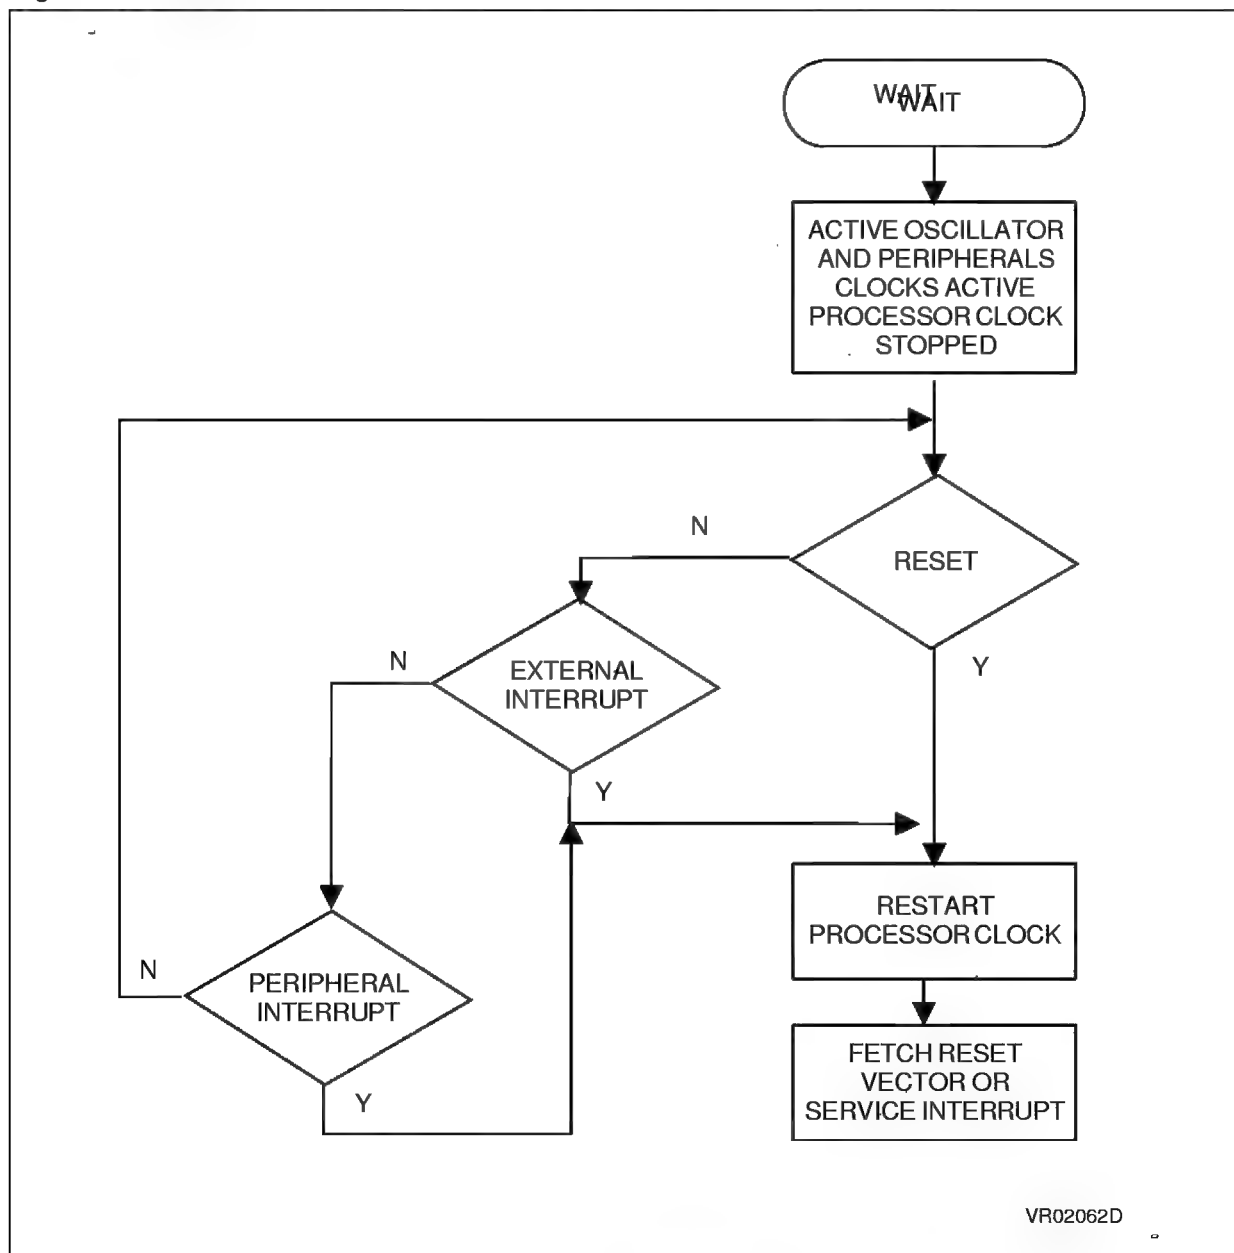 WAIT
WAIT
ACTIVE OSCILLATOR
AND PERIPHERALS
CLOCKS ACTIVE
PROCESSOR CLOCK
STOPPED
N
RESET
Y
N
EXTERNAL
INTERRUPT
Y
RESTART
PROCESSOR CLOCK
N
PERIPHERAL
INTERRUPT
Y
FETCH RESET
VECTOR OR
SERVICE INTERRUPT
VR02062D